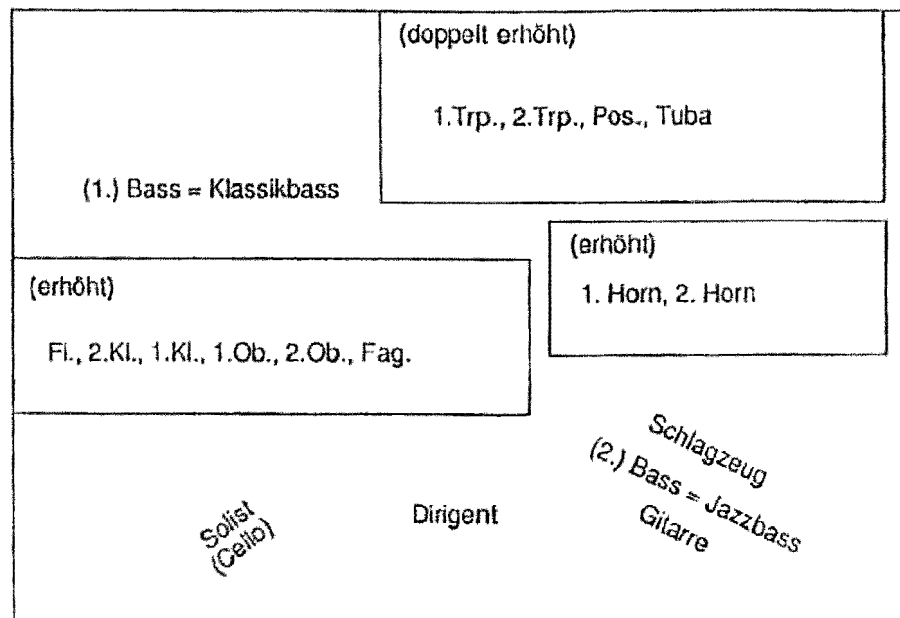 (doppelt erhöht)
1.Trp., 2.Trp., Pos., Tuba
(1.) Bass = Klassikbass
(erhöht)
1. Horn, 2. Horn
(erhöht)
Fl., 2.Kl., 1.Kl., 1.Ob., 2.Ob., Fag.
Schlagzeug
(2.) Bass = Jazzbass
Gitarre
Dirigent
Solist
(Cello)